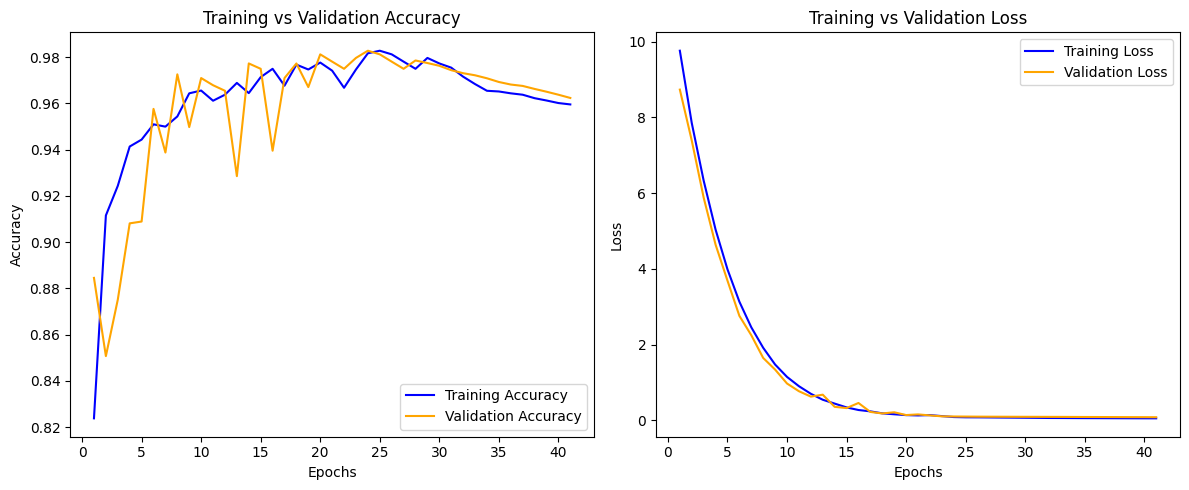 Training vs Validation Accuracy
Accuracy
0.98
0.96
0.94
0.92
0.90
0.88
0.86
0.84
0.82
Training Accuracy
Validation Accuracy
0 5 10 15 20 25 30 35 40
Epochs
Training vs Validation Loss
Loss
10
8
6
4
2
0
Training Loss
Validation Loss
0 5 10 15 20 25 30 35 40
Epochs